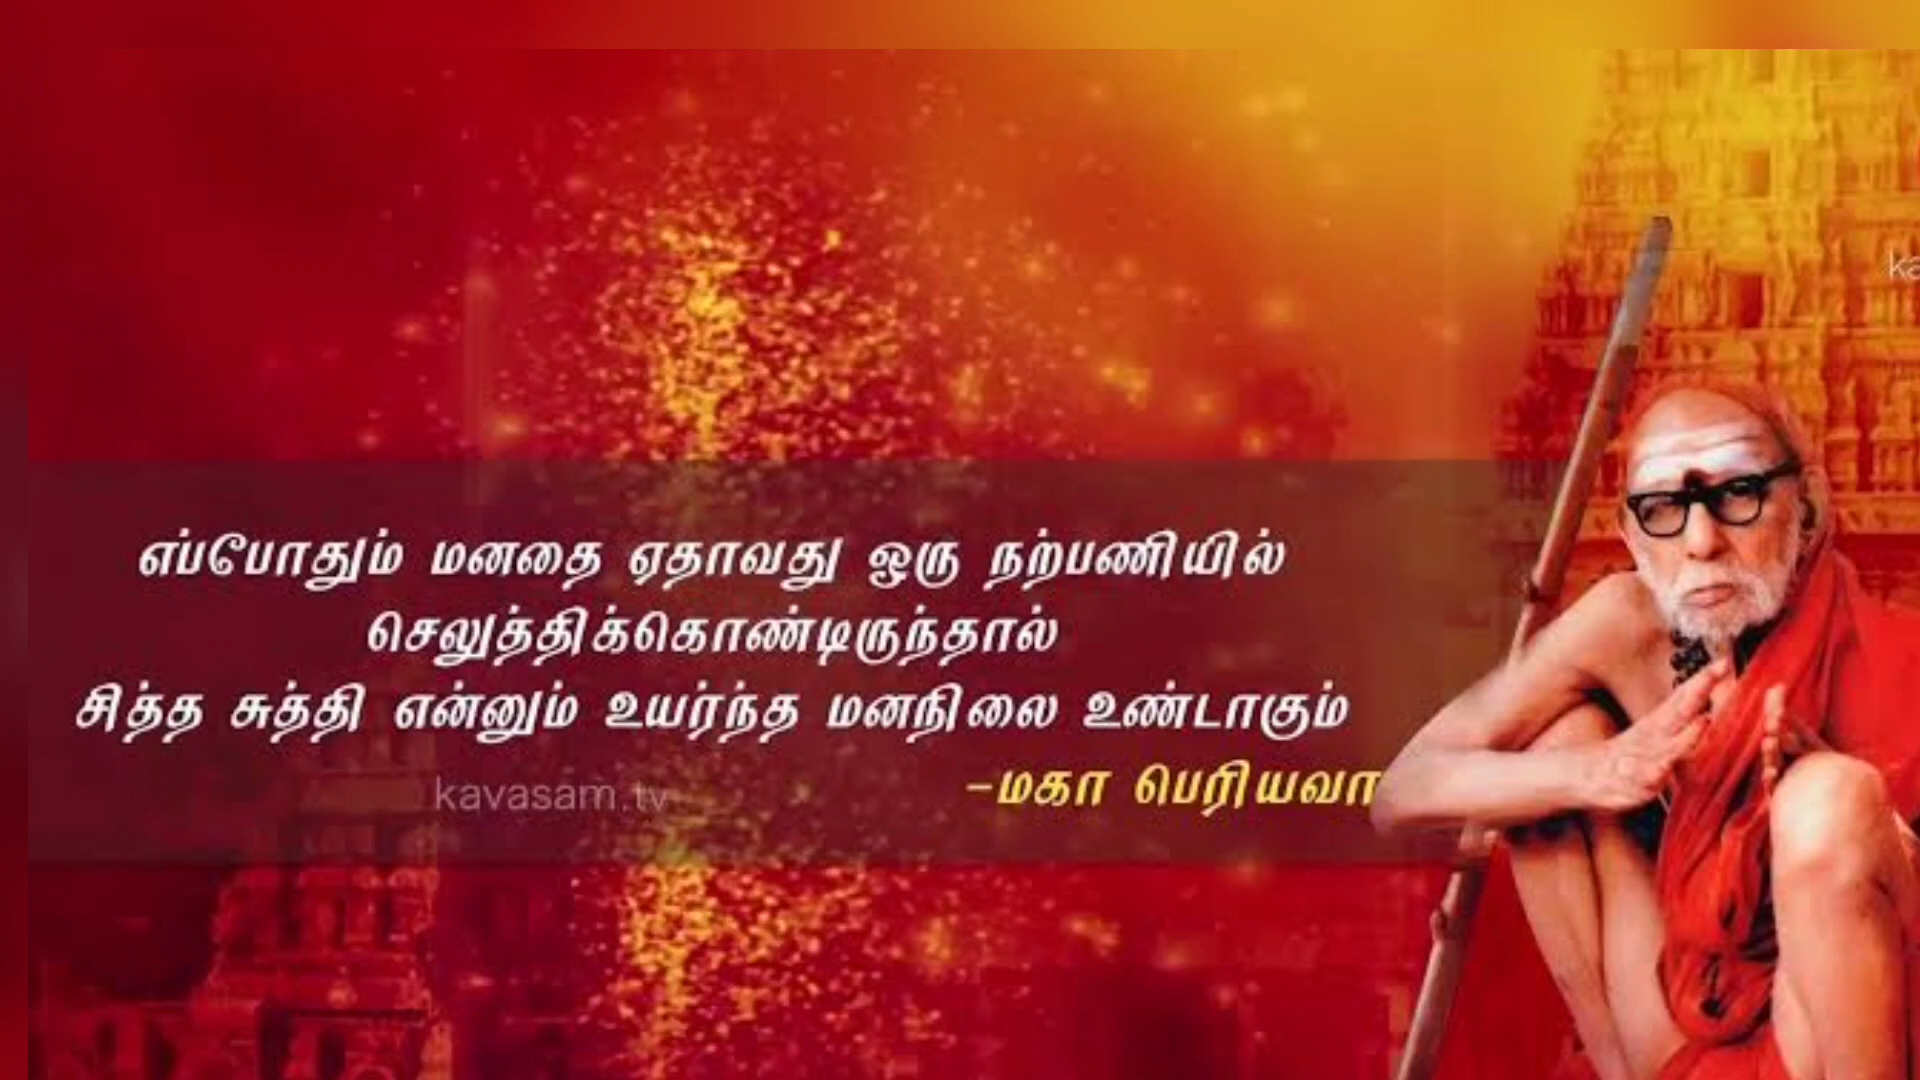 எப்போதும் மனதை ஏதாவது ஒரு நற்பணியில்
செலுத்திக்கொண்டிருந்தால்
சித்த சுத்தி என்னும் உயர்ந்த மனநிலை உண்டாகும்
-மகா பெரியவா
kavasam.tv